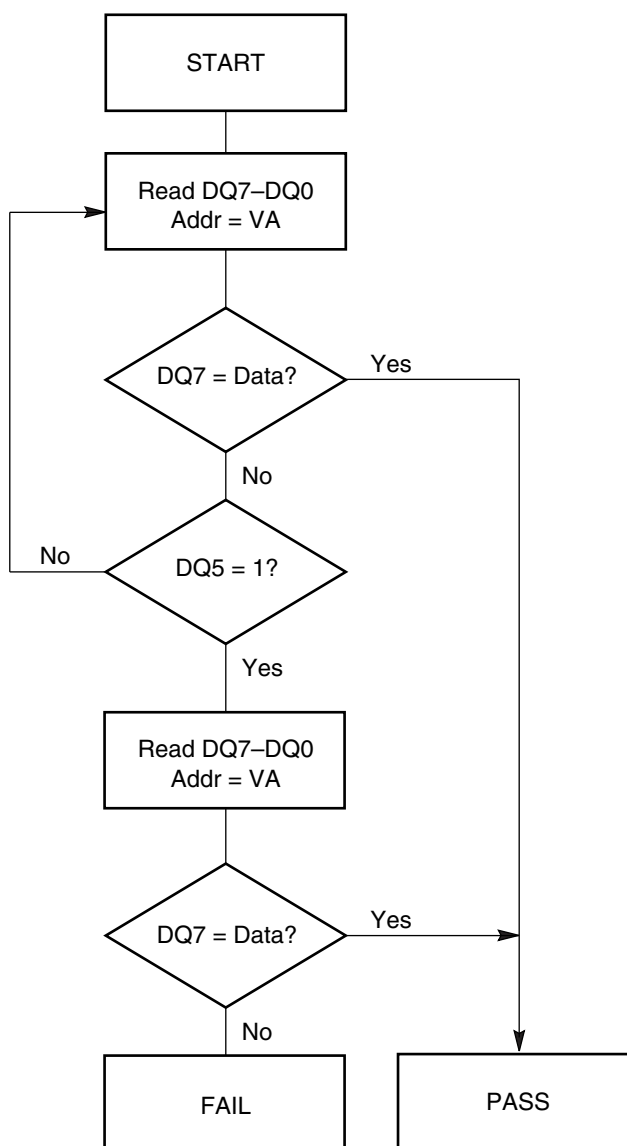 START
Read DQ7–DQ0
Addr = VA
DQ7 = Data?
Yes
No
DQ5 = 1?
No
Yes
Read DQ7–DQ0
Addr = VA
DQ7 = Data?
Yes
No
FAIL
PASS